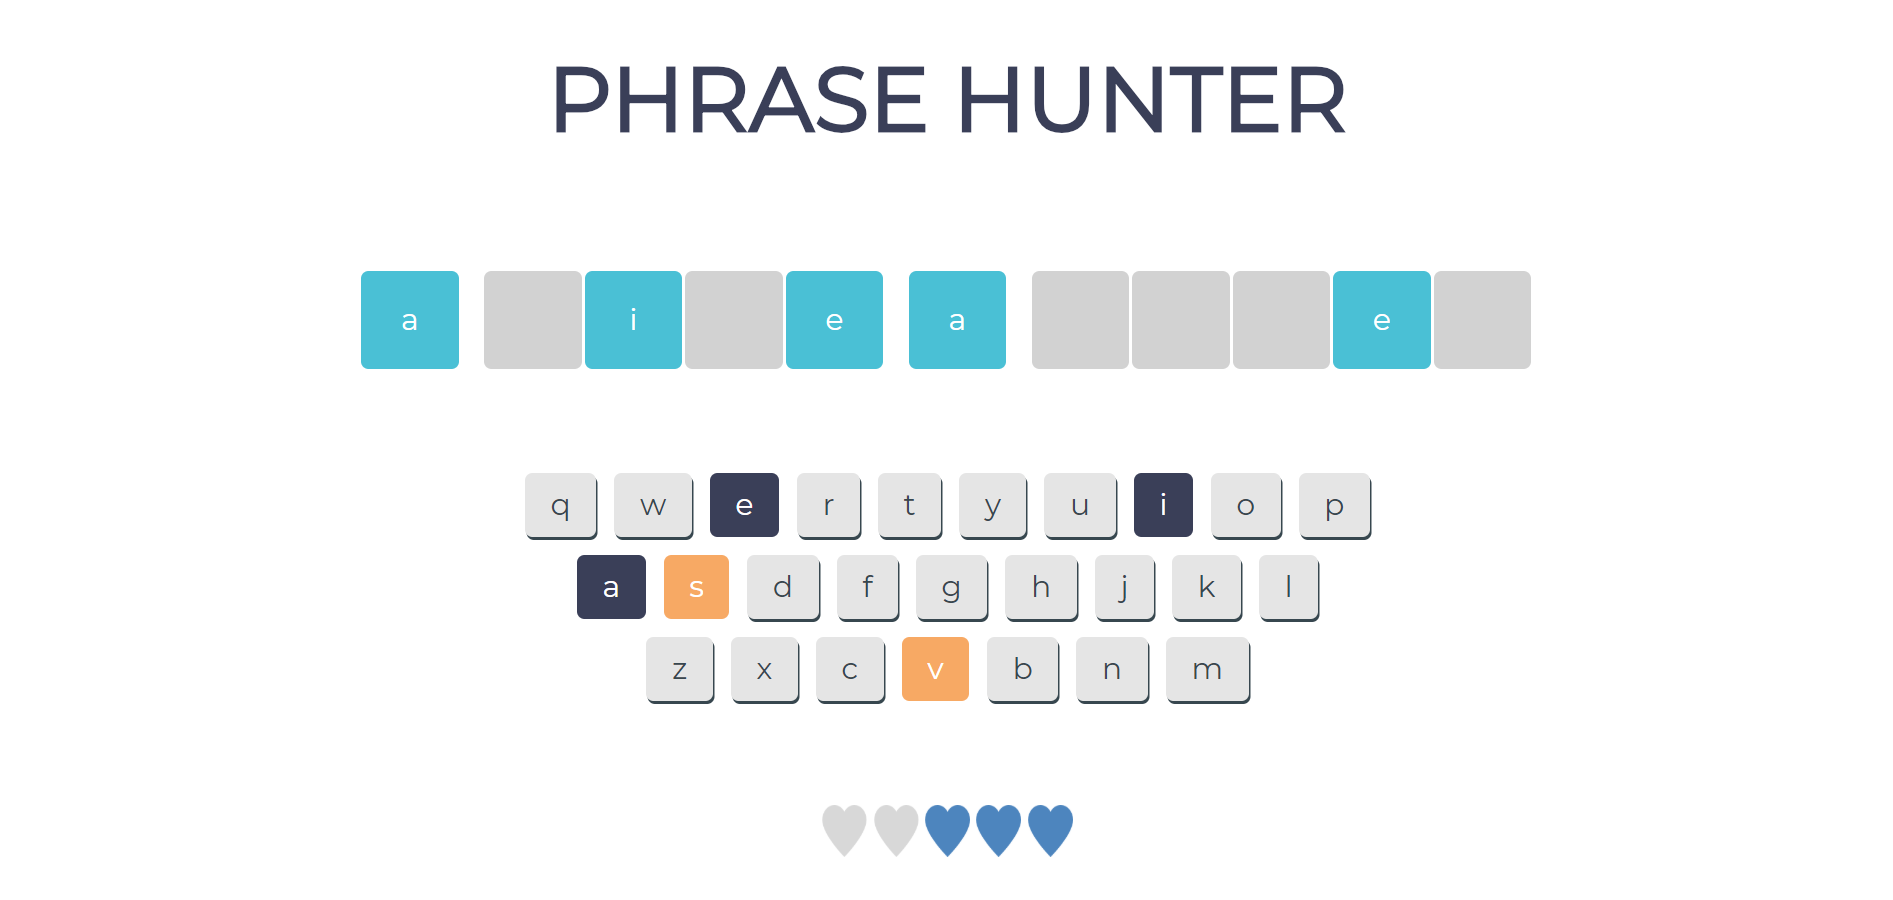 PHRASE HUNTER
a i e a e
q w e r t y u i o p
a s d f g h j k l
z x c v b n m